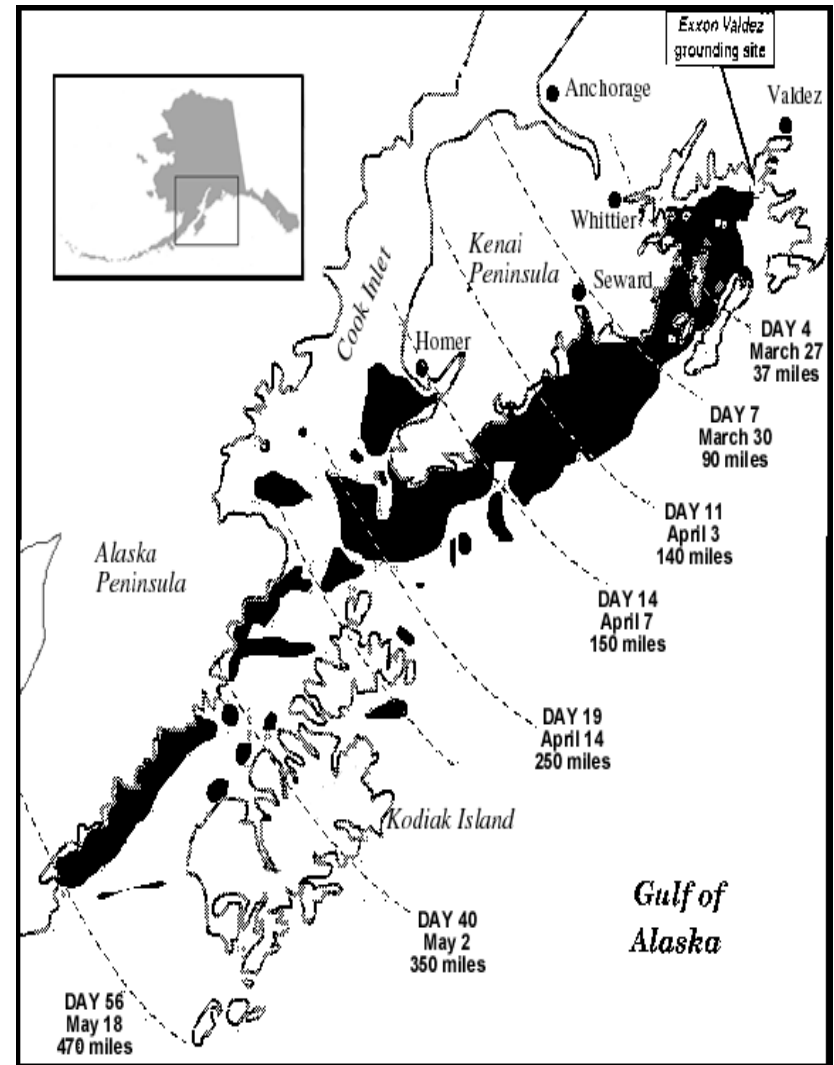 Exxon Valdez
grounding site
Anchorage
Valdez
Whittier
Kenai
Peninsula
Seward
Cook Inlet
Homer
DAY 4
March 27
37 miles
DAY 7
March 30
90 miles
DAY 11
April 3
140 miles
Alaska
Peninsula
DAY 14
April 7
150 miles
DAY 19
April 14
250 miles
Kodiak Island
Gulf of
Alaska
DAY 40
May 2
350 miles
DAY 56
May 18
470 miles